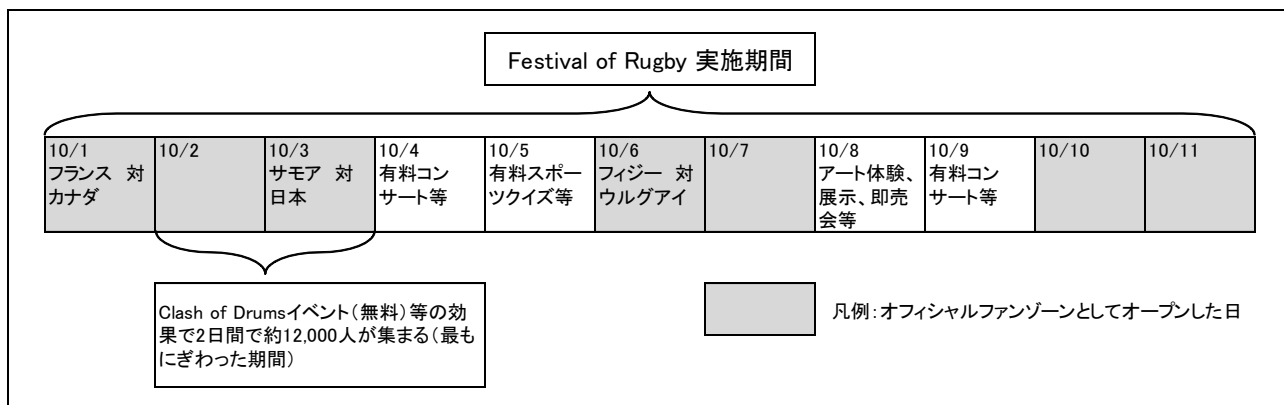 Festival of Rugby 実施期間
10/1
フランス 対
カナダ
10/2
10/3
サモア 対
日本
10/4
有料コン
サート等
10/5
有料スポー
ツクイズ等
10/6
フィジー 対
ウルグアイ
10/7
10/8
アート体験、
展示、即売
会等
10/9
有料コン
サート等
10/10
10/11
Clash of Drumsイベント(無料)等の効
果で2日間で約12,000人が集まる(最も
にぎわった期間)
凡例:オフィシャルファンゾーンとしてオープンした日